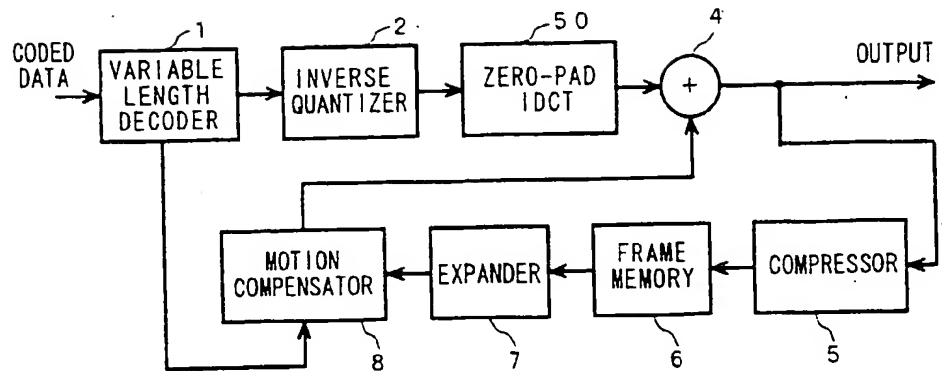 1
2
50
4
CODED
DATA
VARIABLE
LENGTH
DECODER
INVERSE
QUANTIZER
ZERO-PAD
IDCT
+
OUTPUT
MOTION
COMPENSATOR
EXPANDER
FRAME
MEMORY
COMPRESSOR
8
7
6
5